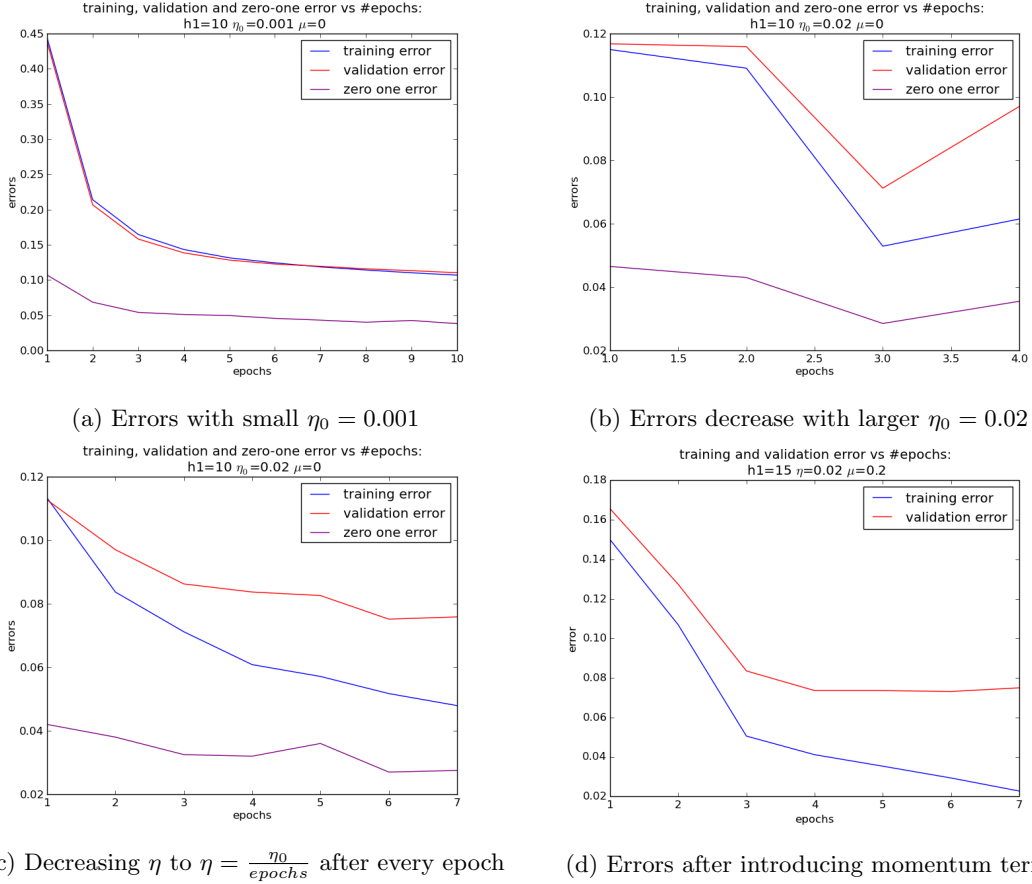 training, validation and zero-one error vs #epochs:
h1=10 η₀=0.001 μ=0
0.45
0.40
0.35
0.30
0.25
0.20
0.15
0.10
0.05
0.00
errors
training error
validation error
zero one error
1 2 3 4 5 6 7 8 9 10
epochs
(a) Errors with small η₀ = 0.001
training, validation and zero-one error vs #epochs:
h1=10 η₀=0.02 μ=0
0.12
0.10
0.08
0.06
0.04
0.02
errors
training error
validation error
zero one error
1.0 1.5 2.0 2.5 3.0 3.5 4.0
epochs
(b) Errors decrease with larger η₀ = 0.02
training, validation and zero-one error vs #epochs:
h1=10 η₀=0.02 μ=0
0.12
0.10
0.08
0.06
0.04
0.02
errors
training error
validation error
zero one error
1 2 3 4 5 6 7
epochs
c) Decreasing η to η = η₀/epochs after every epoch
training and validation error vs #epochs:
h1=15 η=0.02 μ=0.2
0.18
0.16
0.14
0.12
0.10
0.08
0.06
0.04
0.02
error
training error
validation error
1 2 3 4 5 6 7
epochs
(d) Errors after introducing momentum ter